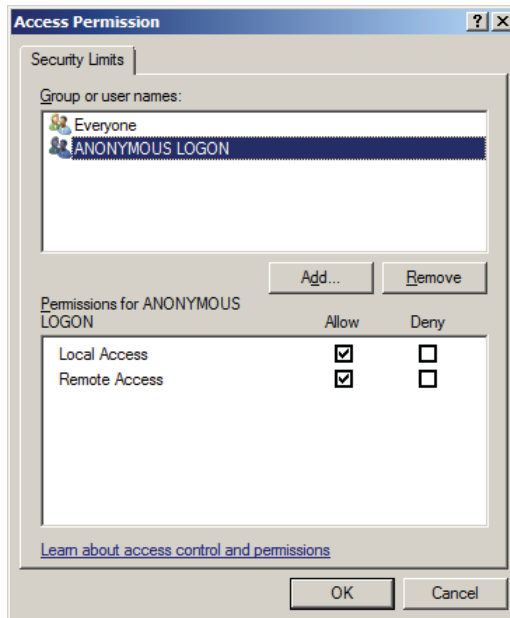 Access Permission
Security Limits
Group or user names:
Everyone
ANONYMOUS LOGON
Add... Remove
Permissions for ANONYMOUS
LOGON Allow Deny
Local Access
Remote Access
Learn about access control and permissions
OK Cancel